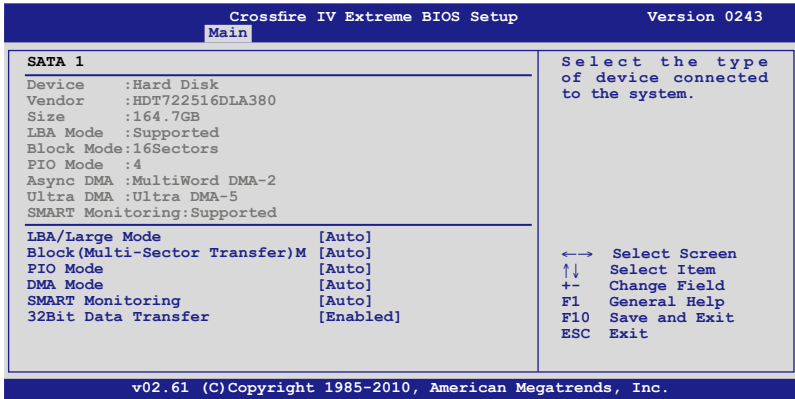 Crossfire IV Extreme BIOS Setup Version 0243
Main
SATA 1
Device :Hard Disk
Vendor :HDT722516DLA380
Size :164.7GB
LBA Mode :Supported
Block Mode:16Sectors
PIO Mode :4
Async DMA :MultiWord DMA-2
Ultra DMA :Ultra DMA-5
SMART Monitoring:Supported
LBA/Large Mode [Auto]
Block(Multi-Sector Transfer)M [Auto]
PIO Mode [Auto]
DMA Mode [Auto]
SMART Monitoring [Auto]
32Bit Data Transfer [Enabled]
Select the type
of device connected
to the system.
←→ Select Screen
↑↓ Select Item
+- Change Field
F1 General Help
F10 Save and Exit
ESC Exit
v02.61 (C)Copyright 1985-2010, American Megatrends, Inc.